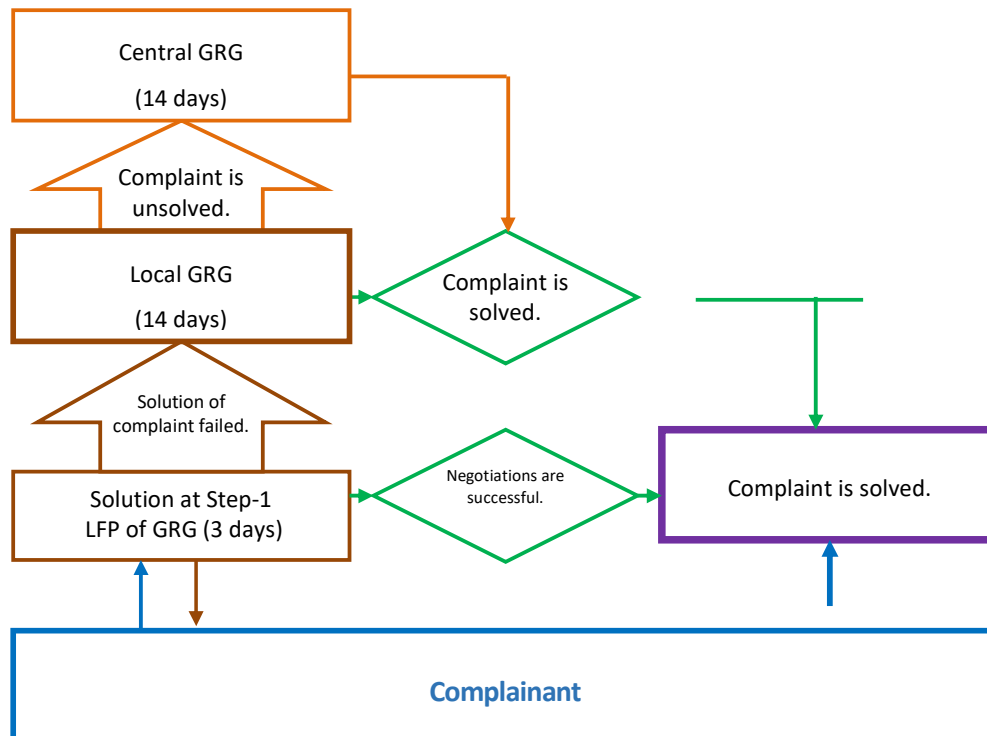 Central GRG
(14 days)
Complaint is
unsolved.
Local GRG
(14 days)
Complaint is
solved.
Solution of
complaint failed.
Solution at Step-1
LFP of GRG (3 days)
Negotiations are
successful.
Complaint is solved.
Complainant